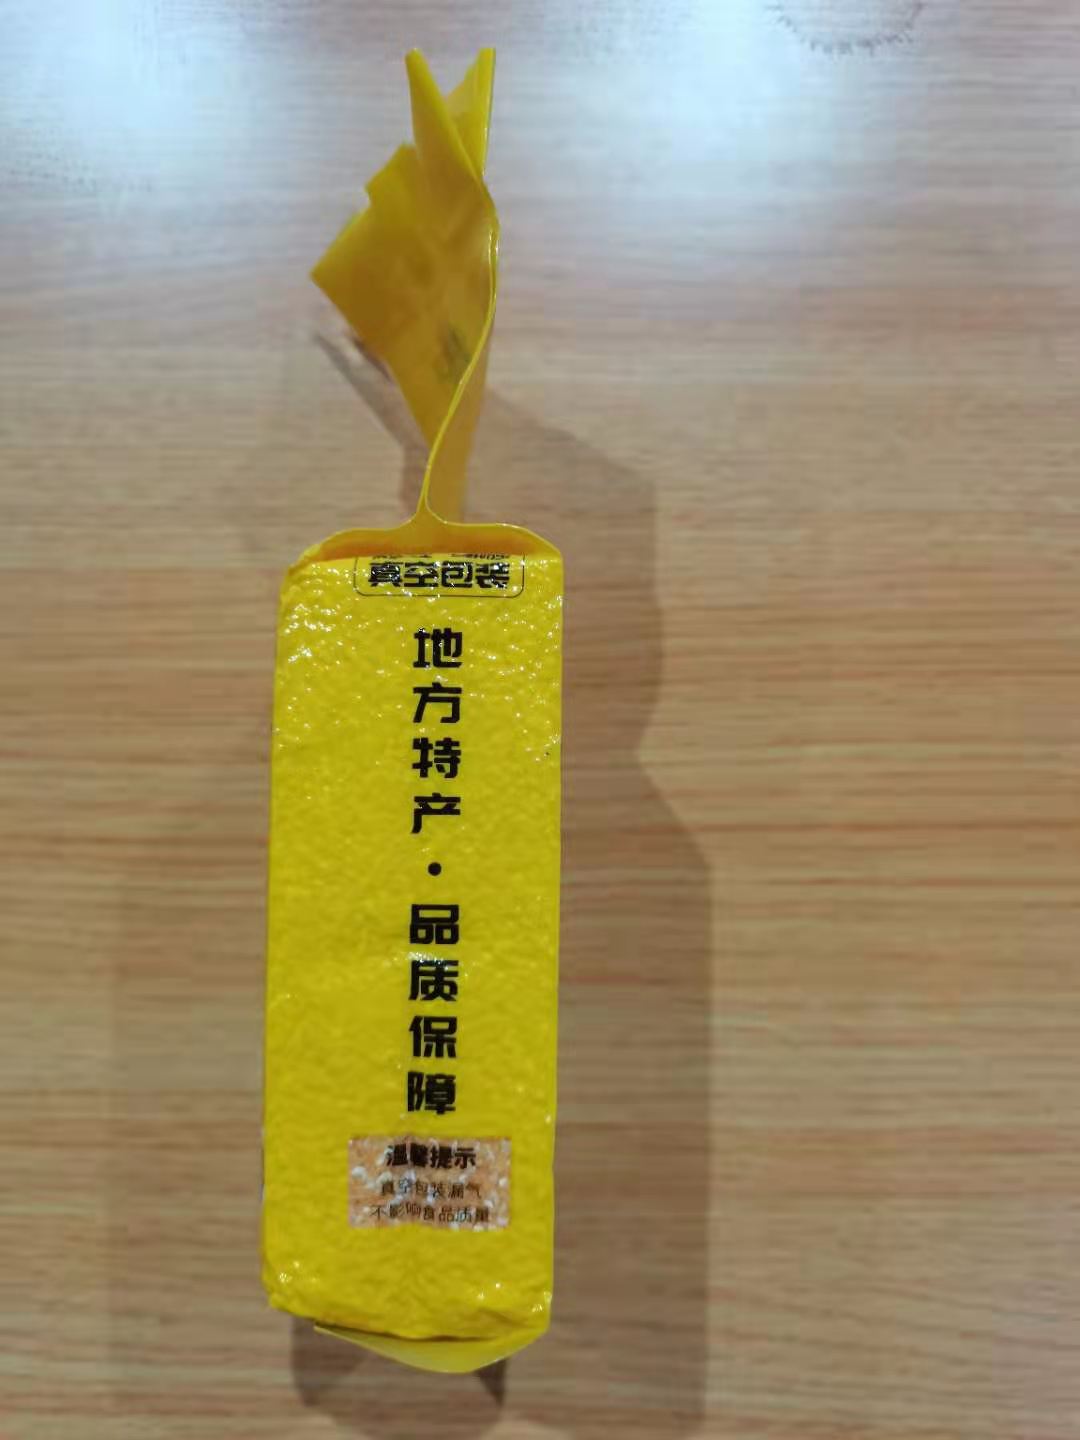 真空包装
地方特产·品质保障
温馨提示
真空包装漏气
不影响食品质量